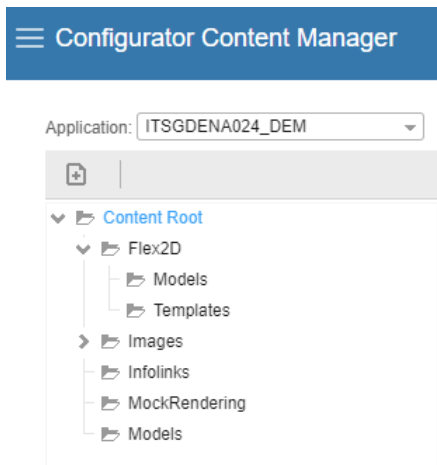 Configurator Content Manager
Application: ITSGDENA024_DEM
Content Root
Flex2D
Models
Templates
Images
Infolinks
MockRendering
Models